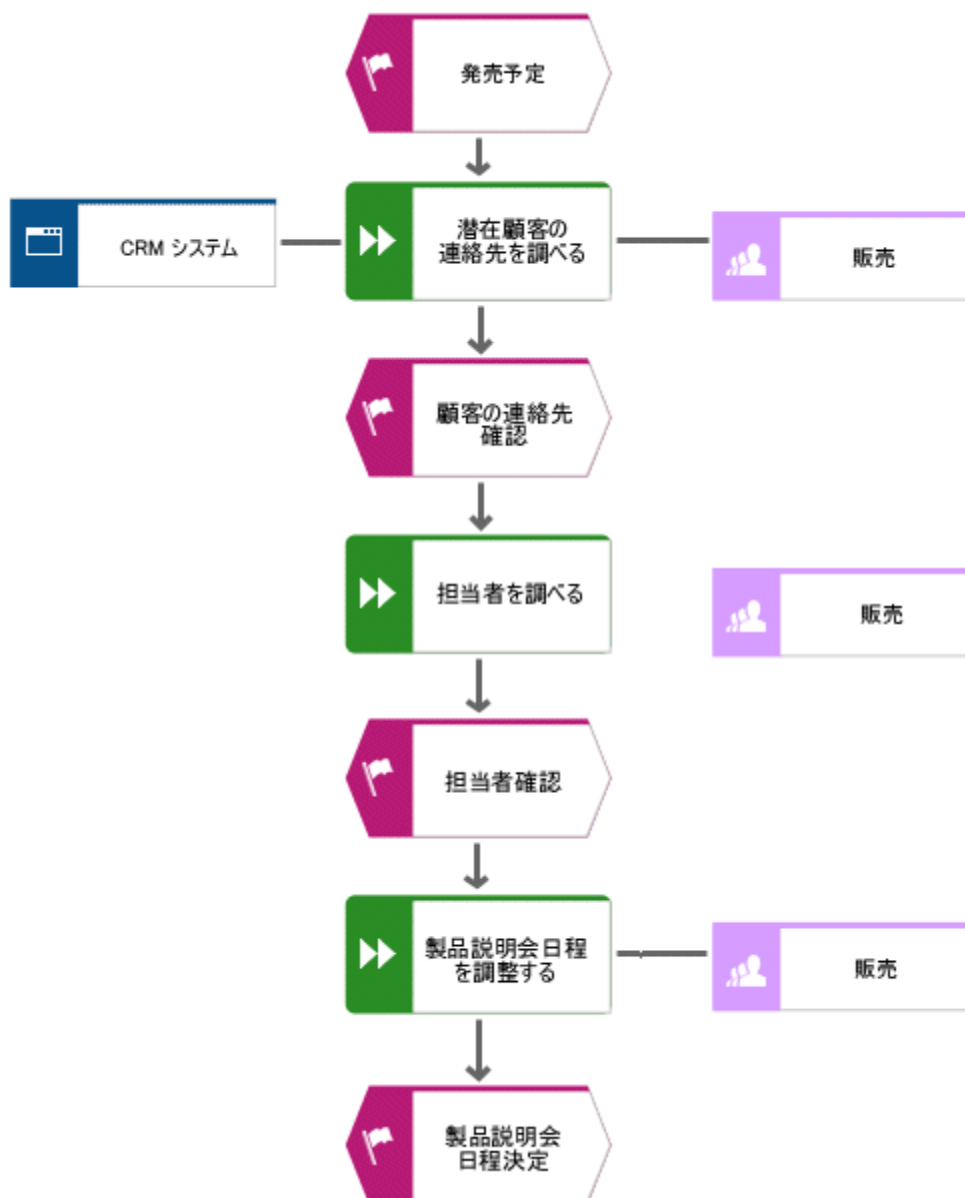 発売予定
CRM システム
潜在顧客の
連絡先を調べる
販売
顧客の連絡先
確認
担当者を調べる
販売
担当者確認
製品説明会日程
を調整する
販売
製品説明会
日程決定